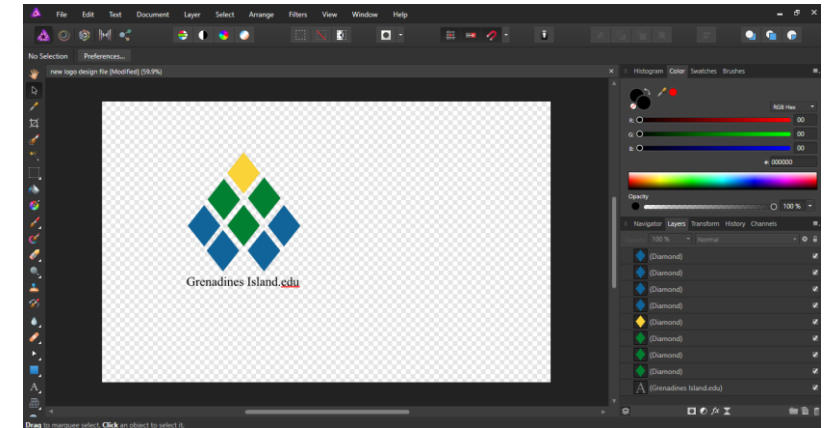 File Edit Text Document Layer Select Arrange Filters View Window Help
No Selection Preferences...
new logo design file [Modified] (59.9%)
Histogram Color Swatches Brushes
RGB Hex
R: 00
G: 00
B: 00
#: 000000
Opacity
100 %
Navigator Layers Transform History Channels
100 % Normal
(Diamond)
(Diamond)
(Diamond)
(Diamond)
(Diamond)
(Diamond)
(Diamond)
(Diamond)
A (Grenadines Island.edu)
Grenadines Island.edu
Drag to marquee select. Click an object to select it.